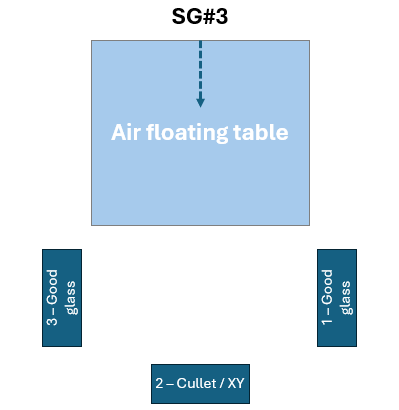 SG#3
Air floating table
3 – Good
glass
1 – Good
glass
2 – Cullet / XY